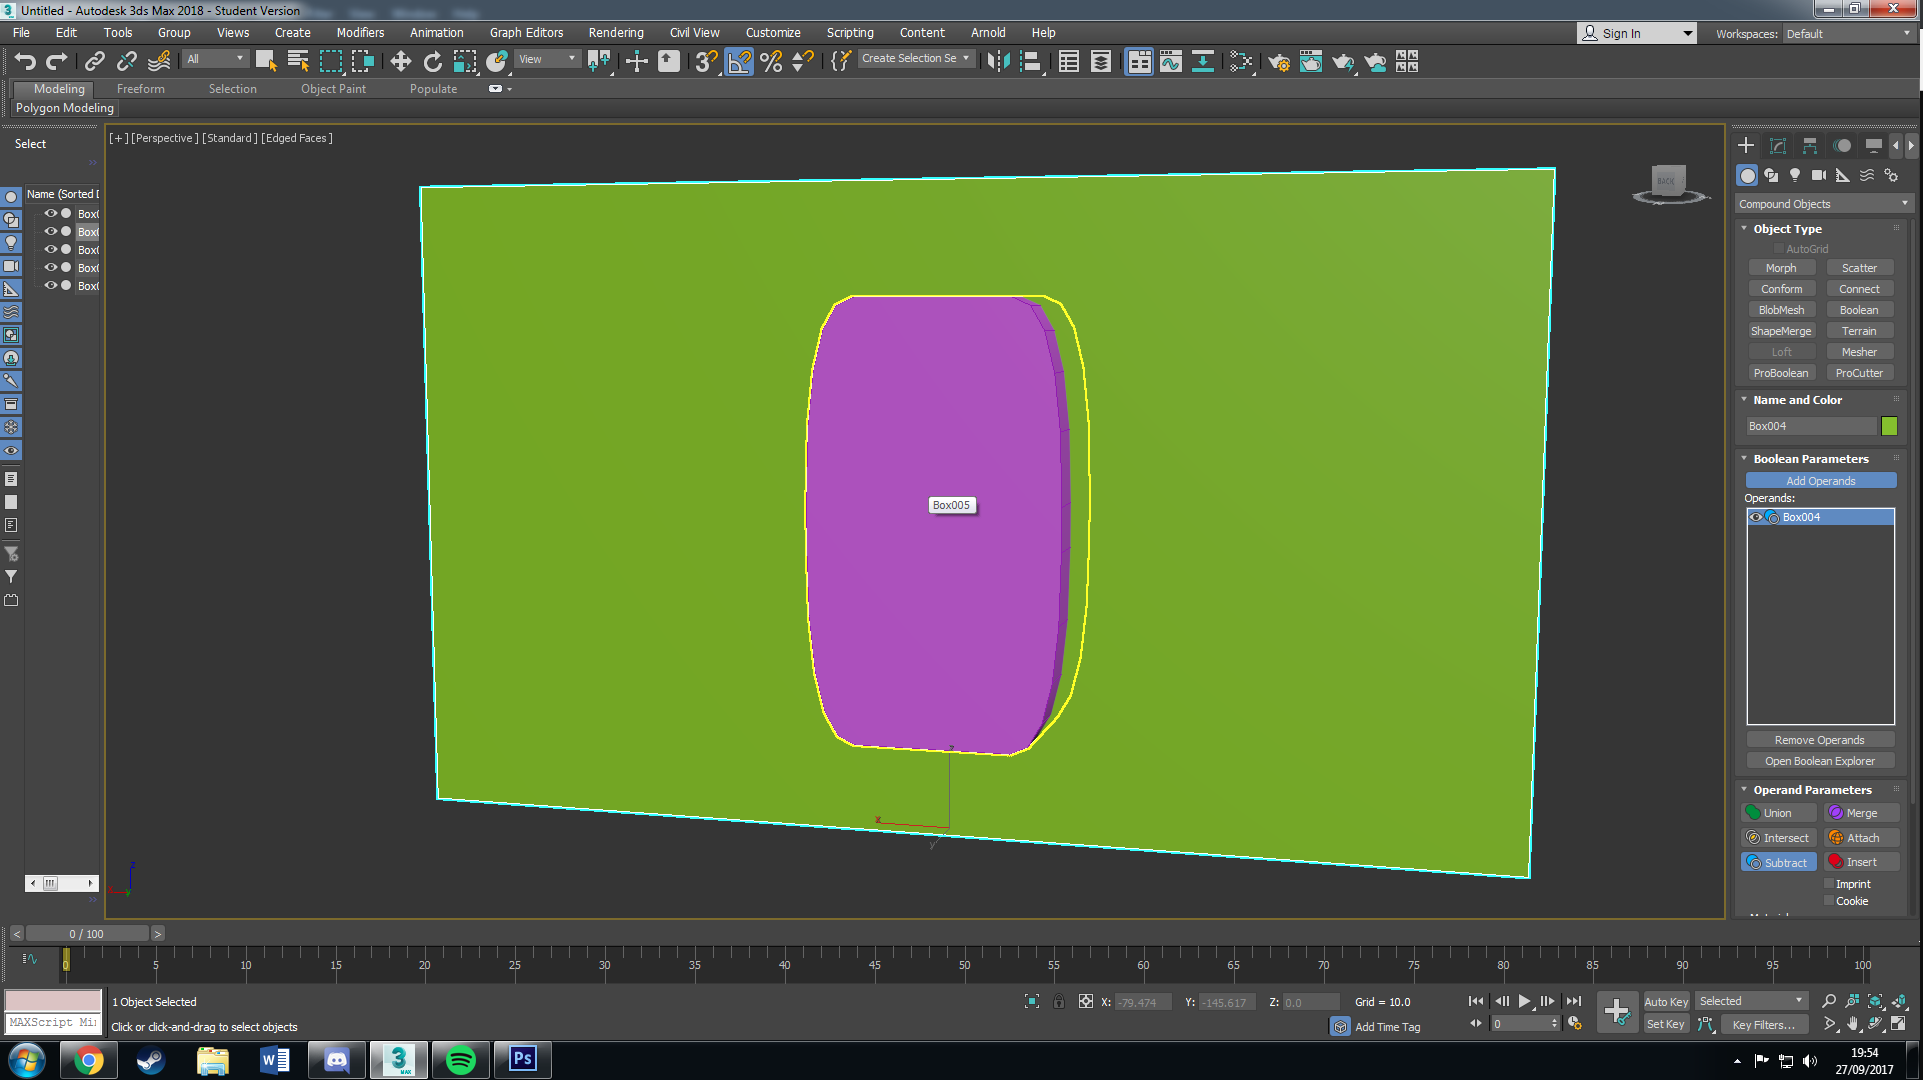 Untitled - Autodesk 3ds Max 2018 - Student Version
File Edit Tools Group Views Create Modifiers Animation Graph Editors Rendering Civil View Customize Scripting Content Arnold Help
Sign In
Workspaces: Default
All
View
Create Selection Se
Modeling Freeform Selection Object Paint Populate
Polygon Modeling
Select
Name (Sorted D
[+] [Perspective] [Standard] [Edged Faces]
BACK
Box005
x
z
y
z
Compound Objects
Object Type
AutoGrid
Morph Scatter
Conform Connect
BlobMesh Boolean
ShapeMerge Terrain
Loft Mesher
ProBoolean ProCutter
Name and Color
Box004
Boolean Parameters
Add Operands
Operands:
Box004
Remove Operands
Open Boolean Explorer
Operand Parameters
Union Merge
Intersect Attach
Subtract Insert
Imprint
Cookie
0 / 100
0 5 10 15 20 25 30 35 40 45 50 55 60 65 70 75 80 85 90 95 100
1 Object Selected
X: -79.474 Y: -145.617 Z: 0.0 Grid = 10.0
Auto Key Selected
MAXScript Mi
Click or click-and-drag to select objects
Add Time Tag
0
Set Key Key Filters...
19:54
27/09/2017